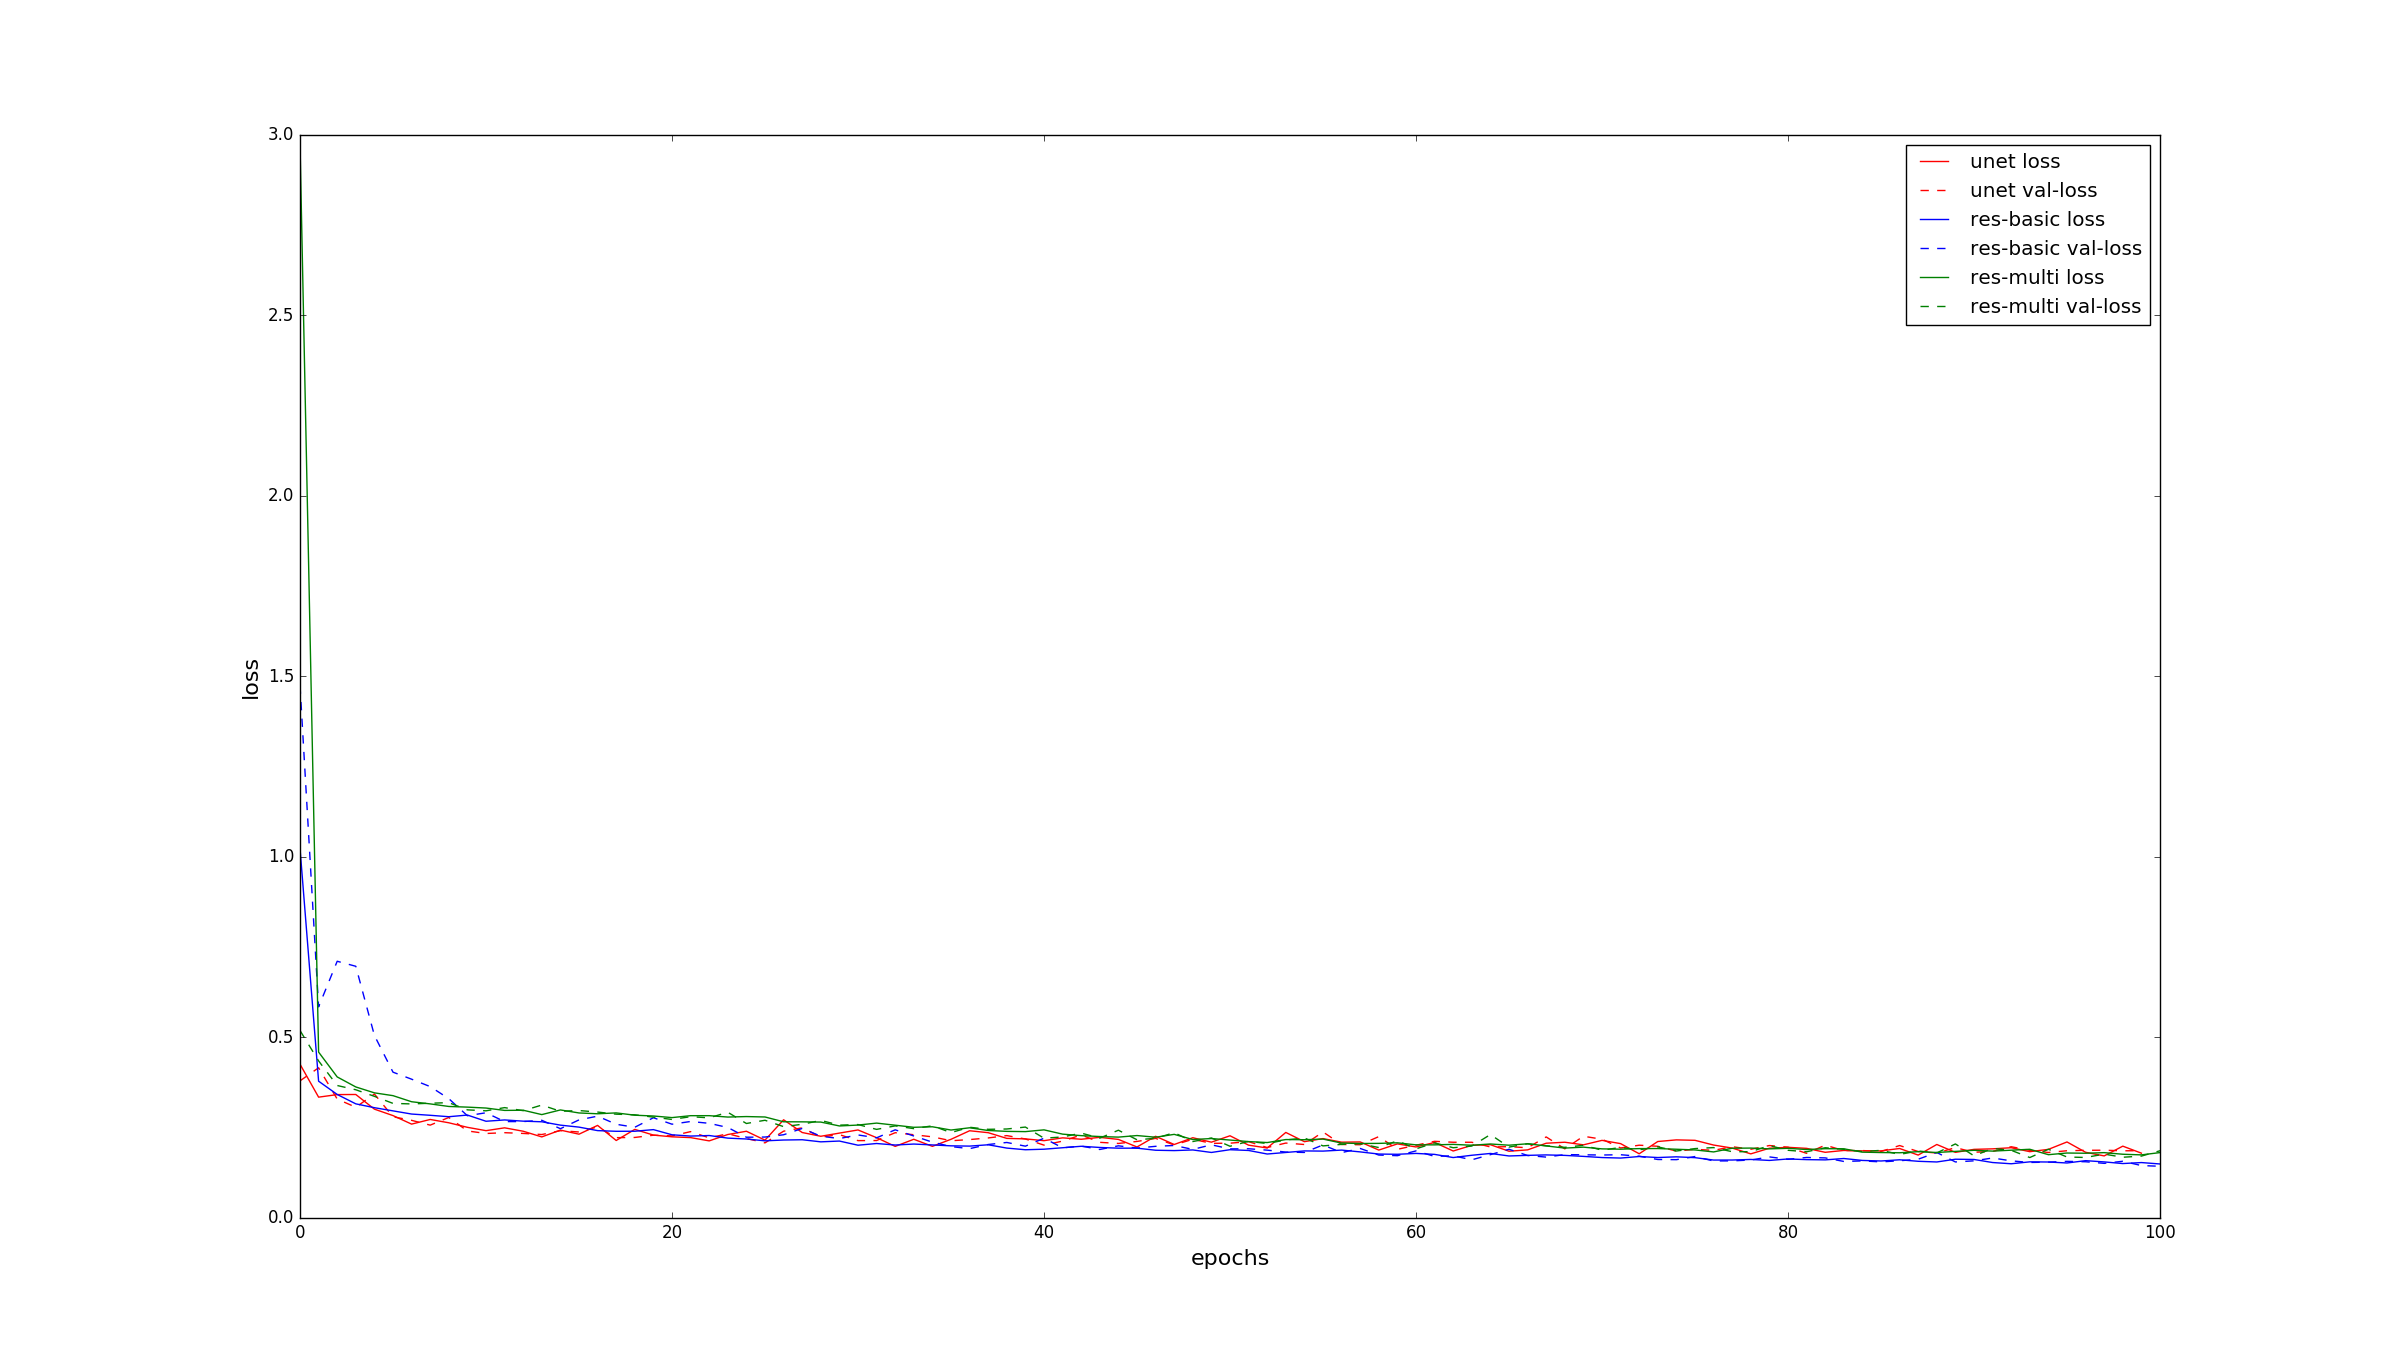 3.0
2.5
2.0
1.5
1.0
0.5
0.0
loss
0 20 40 60 80 100
epochs
unet loss
unet val-loss
res-basic loss
res-basic val-loss
res-multi loss
res-multi val-loss